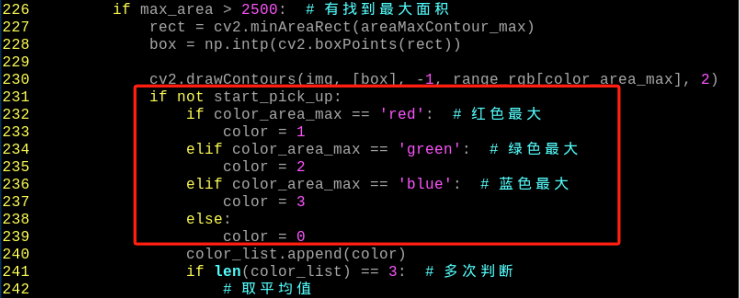 226         if max_area > 2500:  # 有找到最大面积
227             rect = cv2.minAreaRect(areaMaxContour_max)
228             box = np.intp(cv2.boxPoints(rect))
229
230             cv2.drawContours(img, [box], -1, range_rgb[color_area_max], 2)
231             if not start_pick_up:
232                 if color_area_max == 'red':  # 红色最大
233                     color = 1
234                 elif color_area_max == 'green':  # 绿色最大
235                     color = 2
236                 elif color_area_max == 'blue':  # 蓝色最大
237                     color = 3
238                 else:
239                     color = 0
240                 color_list.append(color)
241                 if len(color_list) == 3:  # 多次判断
242                     # 取平均值